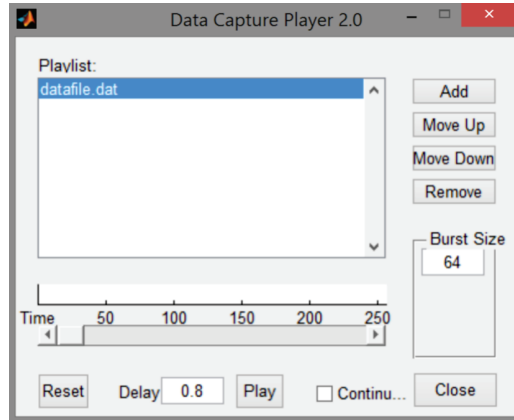 Data Capture Player 2.0
Playlist:
datafile.dat
Add
Move Up
Move Down
Remove
Burst Size
64
Time 50 100 150 200 250
Reset Delay 0.8 Play Continu... Close